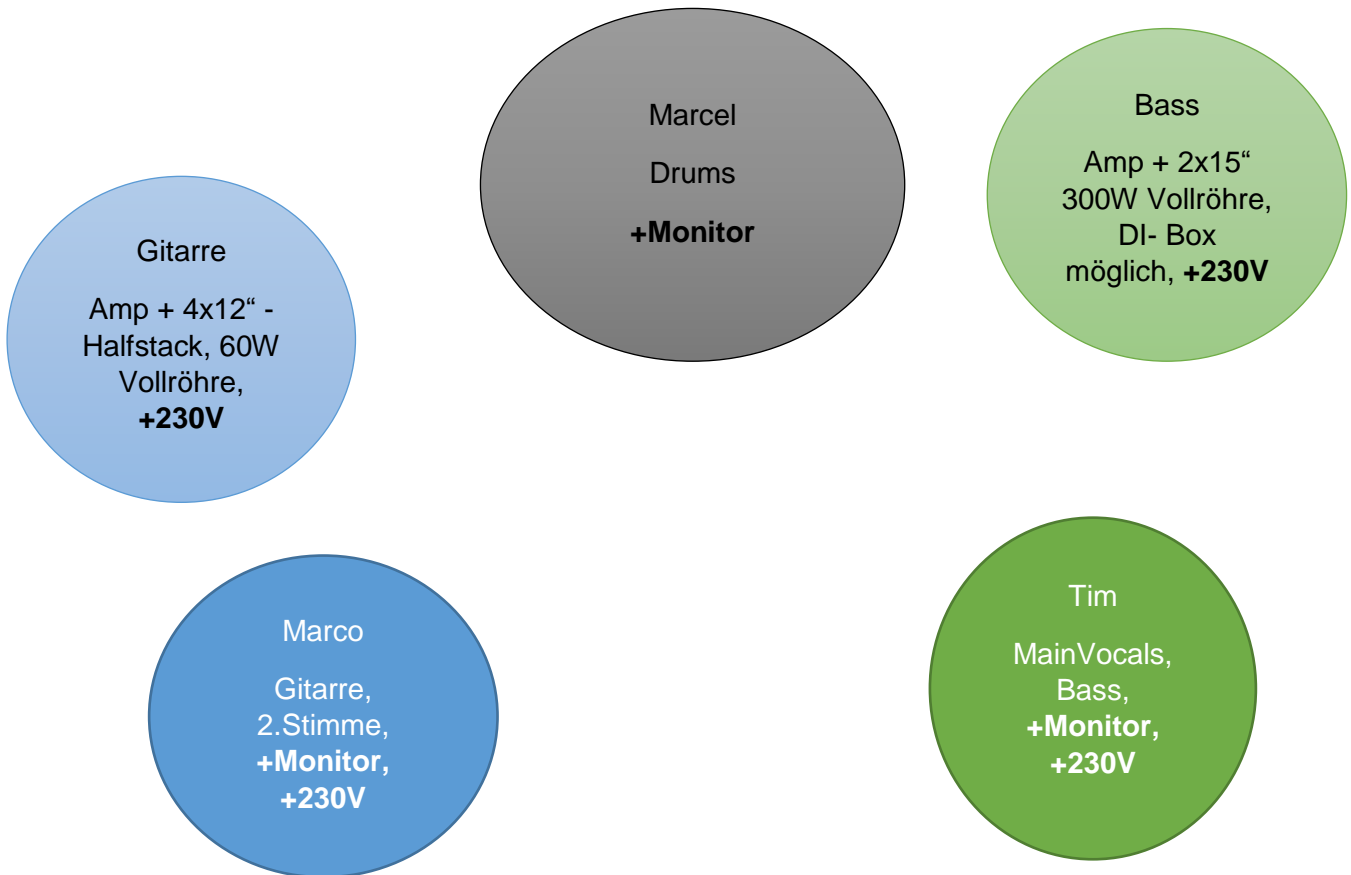 Marcel
Drums
+Monitor
Bass
Amp + 2x15“
300W Vollröhre,
DI- Box
möglich, +230V
Gitarre
Amp + 4x12“ -
Halfstack, 60W
Vollröhre,
+230V
Marco
Gitarre,
2.Stimme,
+Monitor,
+230V
Tim
MainVocals,
Bass,
+Monitor,
+230V